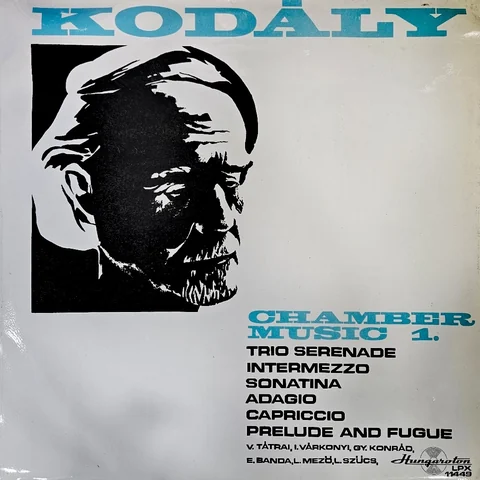 KODÁLY
CHAMBER
MUSIC 1.
TRIO SERENADE
INTERMEZZO
SONATINA
ADAGIO
CAPRICCIO
PRELUDE AND FUGUE
V. TÁTRAI, I. VÁRKONYI, GY. KONRÁD,
E. BANDA, L. MEZŐ, L. SZŰCS,
Hungaroton
LPX
11449